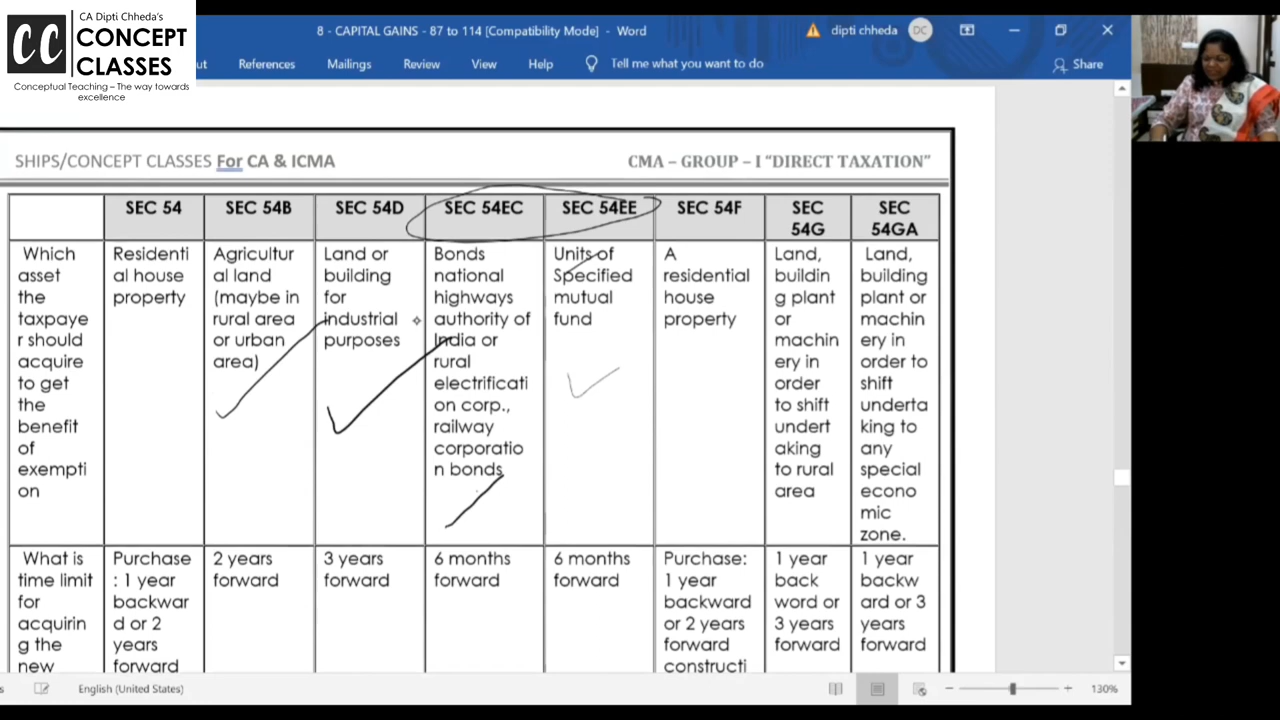 CA Dipti Chheda's
CC CONCEPT
CLASSES
Conceptual Teaching – The way towards
excellence
8 - CAPITAL GAINS - 87 to 114 [Compatibility Mode] - Word
dipti chheda DC
ut References Mailings Review View Help Tell me what you want to do Share
SHIPS/CONCEPT CLASSES For CA & ICMA
CMA – GROUP – I "DIRECT TAXATION"
SEC 54
SEC 54B
SEC 54D
SEC 54EC
SEC 54EE
SEC 54F
SEC
54G
SEC
54GA
Which
asset
the
taxpaye
r should
acquire
to get
the
benefit
of
exempti
on
Residenti
al house
property
Agricultur
al land
(maybe in
rural area
or urban
area)
Land or
building
for
industrial
purposes
Bonds
national
highways
authority of
India or
rural
electrificati
on corp.,
railway
corporatio
n bonds
Units of
Specified
mutual
fund
A
residential
house
property
Land,
buildin
g plant
or
machin
ery in
order
to shift
undert
aking
to rural
area
Land,
building
plant or
machin
ery in
order to
shift
underta
king to
any
special
econo
mic
zone.
What is
time limit
for
acquirin
g the
new
Purchase
: 1 year
backwar
d or 2
years
forward
2 years
forward
3 years
forward
6 months
forward
6 months
forward
Purchase:
1 year
backward
or 2 years
forward
constructi
1 year
back
word or
3 years
forward
1 year
backw
ard or 3
years
forward
s English (United States) 130%